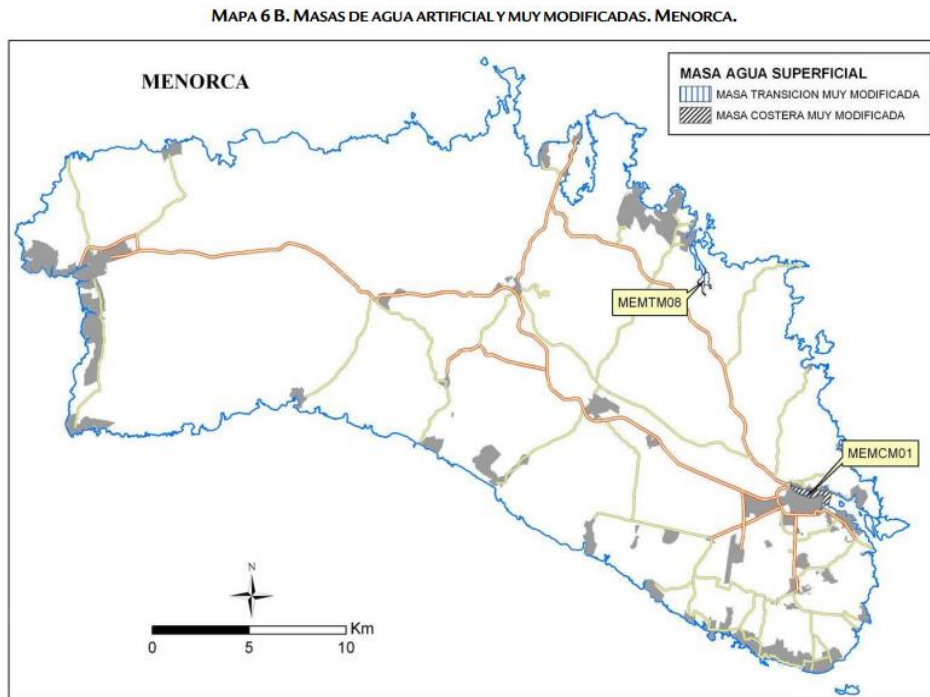 MAPA 6 B. MASAS DE AGUA ARTIFICIAL Y MUY MODIFICADAS. MENORCA.
MENORCA
MASA AGUA SUPERFICIAL
MASA TRANSICION MUY MODIFICADA
MASA COSTERA MUY MODIFICADA
MEMTM08
MEMCM01
N
Km
0 5 10